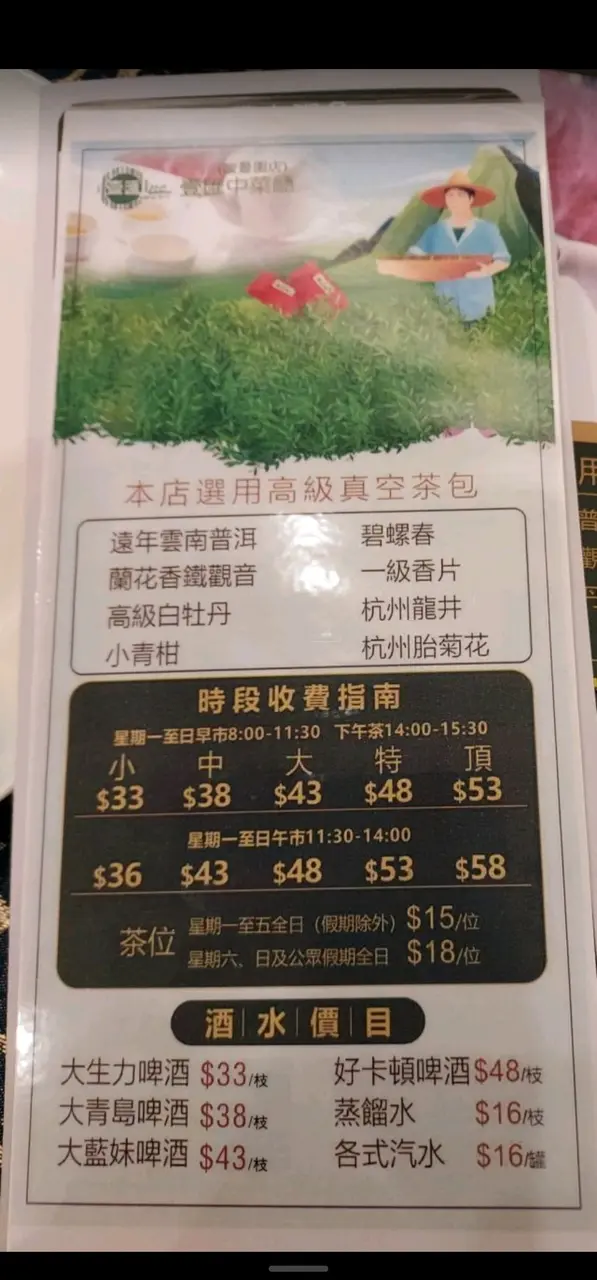 壹世中菜廳
本店選用高級真空茶包
遠年雲南普洱 碧螺春
蘭花香鐵觀音 一級香片
高級白牡丹 杭州龍井
小青柑 杭州胎菊花
時段收費指南
星期一至日早市8:00-11:30 下午茶14:00-15:30
小 中 大 特 頂
$33 $38 $43 $48 $53
星期一至日午市11:30-14:00
$36 $43 $48 $53 $58
茶位 星期一至五全日（假期除外）$15/位
星期六、日及公眾假期全日 $18/位
酒|水|價|目
大生力啤酒 $33/枝 好卡頓啤酒 $48/枝
大青島啤酒 $38/枝 蒸餾水 $16/枝
大藍妹啤酒 $43/枝 各式汽水 $16/罐
用